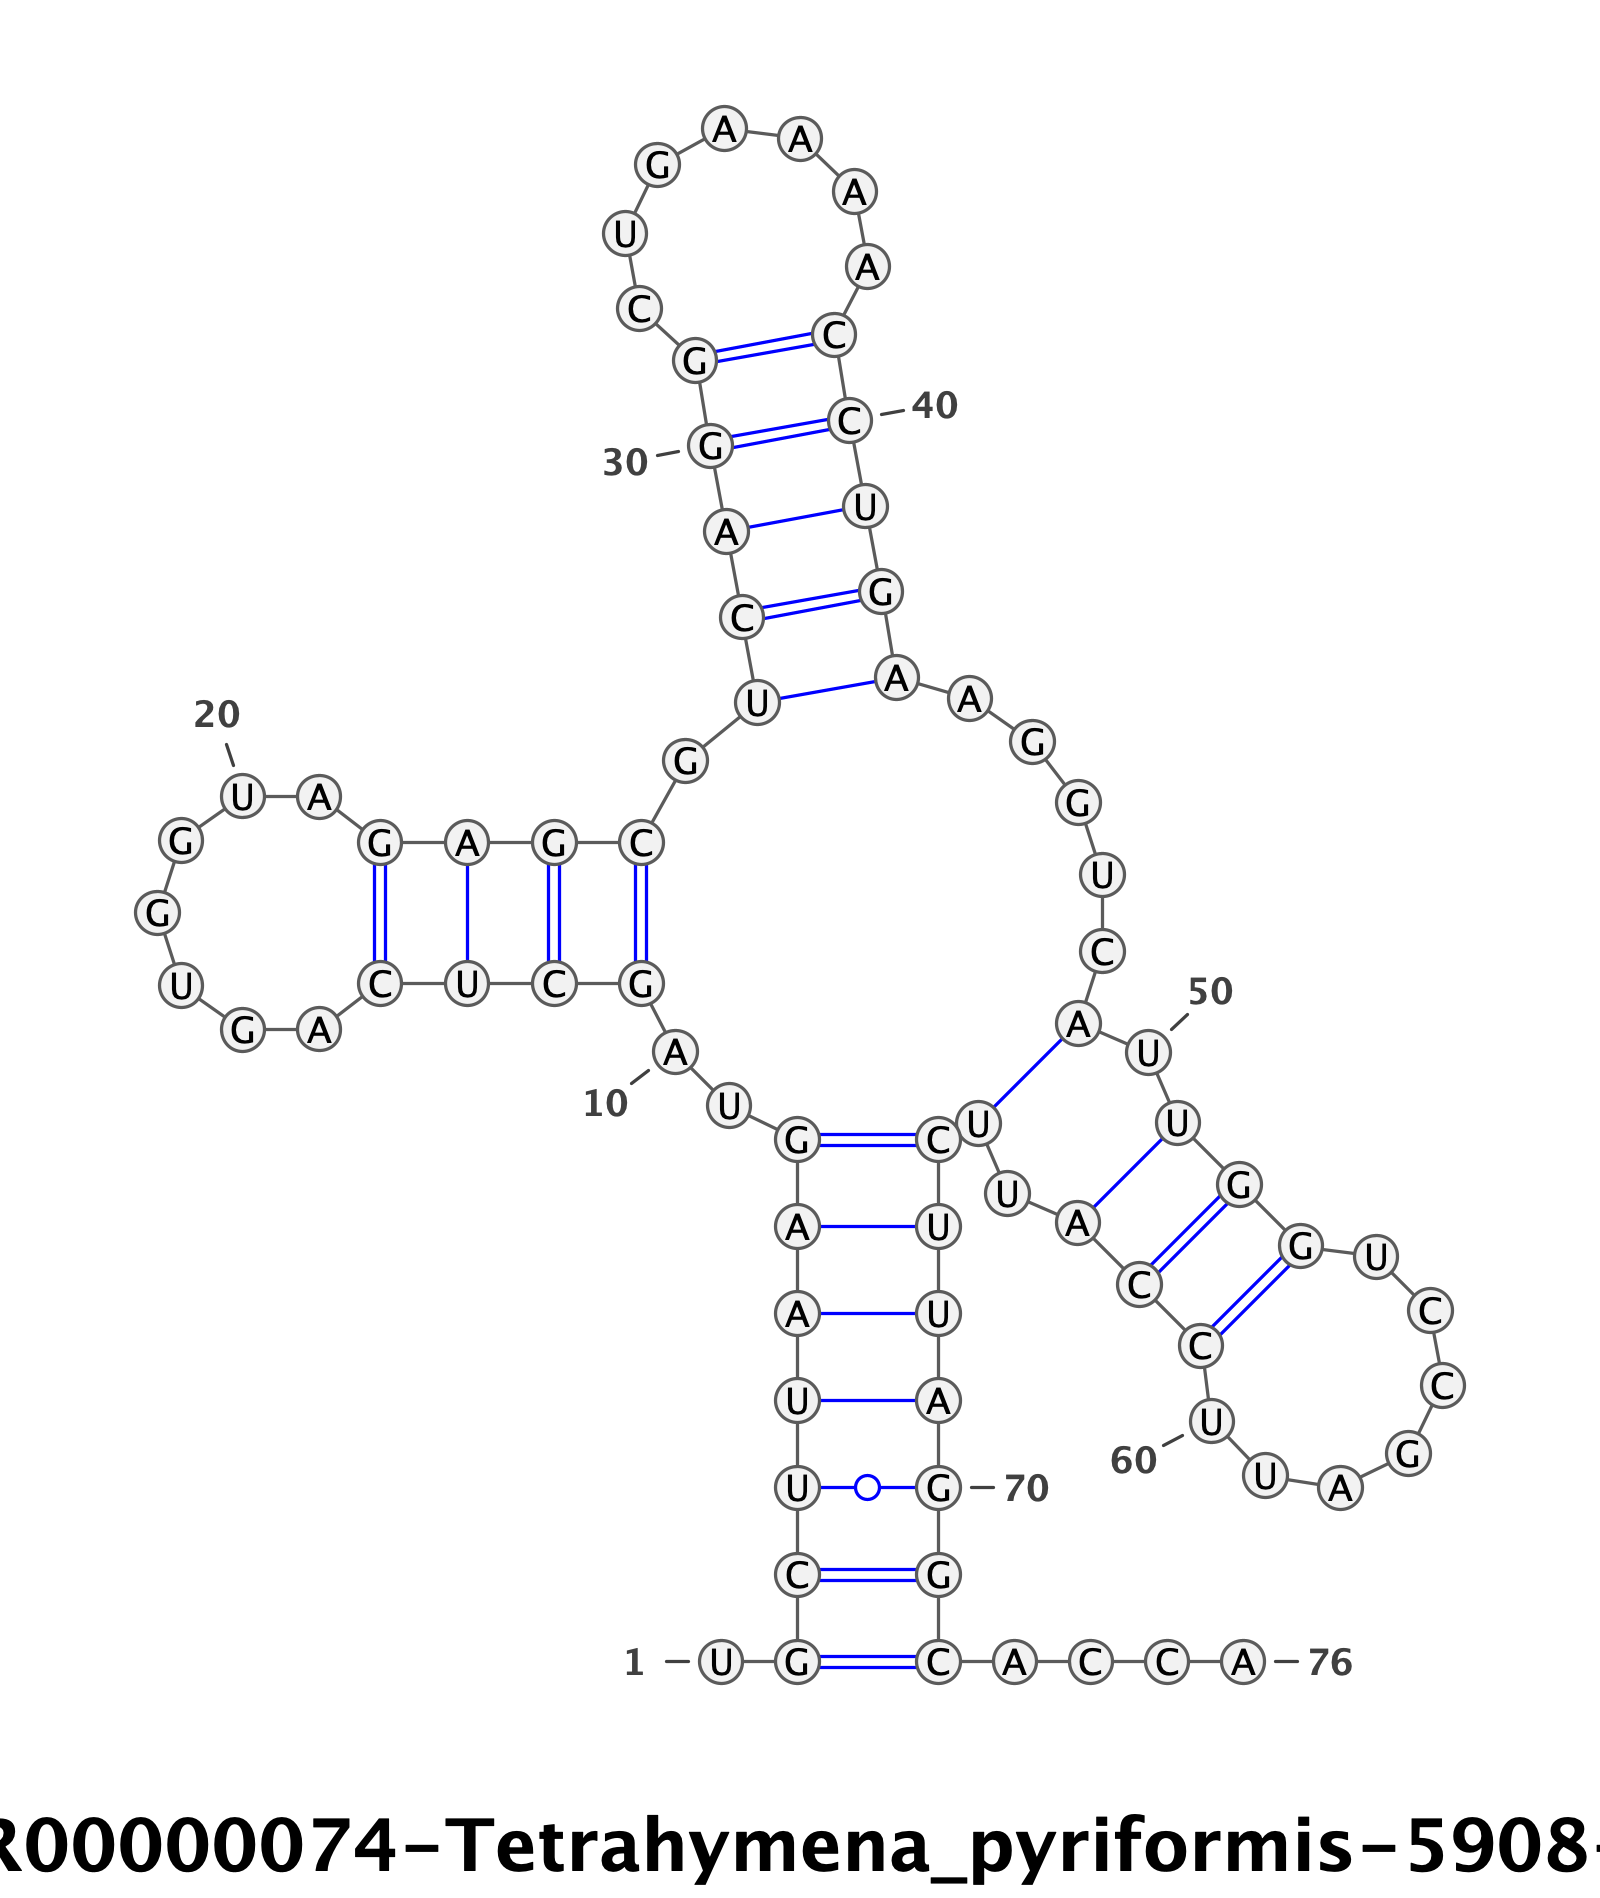 A A
G A
U A
C C
G C 40
30 G U
A G
C A A
U G
20 G G
U A G A G C U
G C
G A U 50
U C U C G A U U
G A A 10 U G C U U A G G U
A U C C
A U C C
U A U G
60 U A
U G 70
C G
1 U G C A C C A 76
R00000074-Tetrahymena_pyriformis-5908-